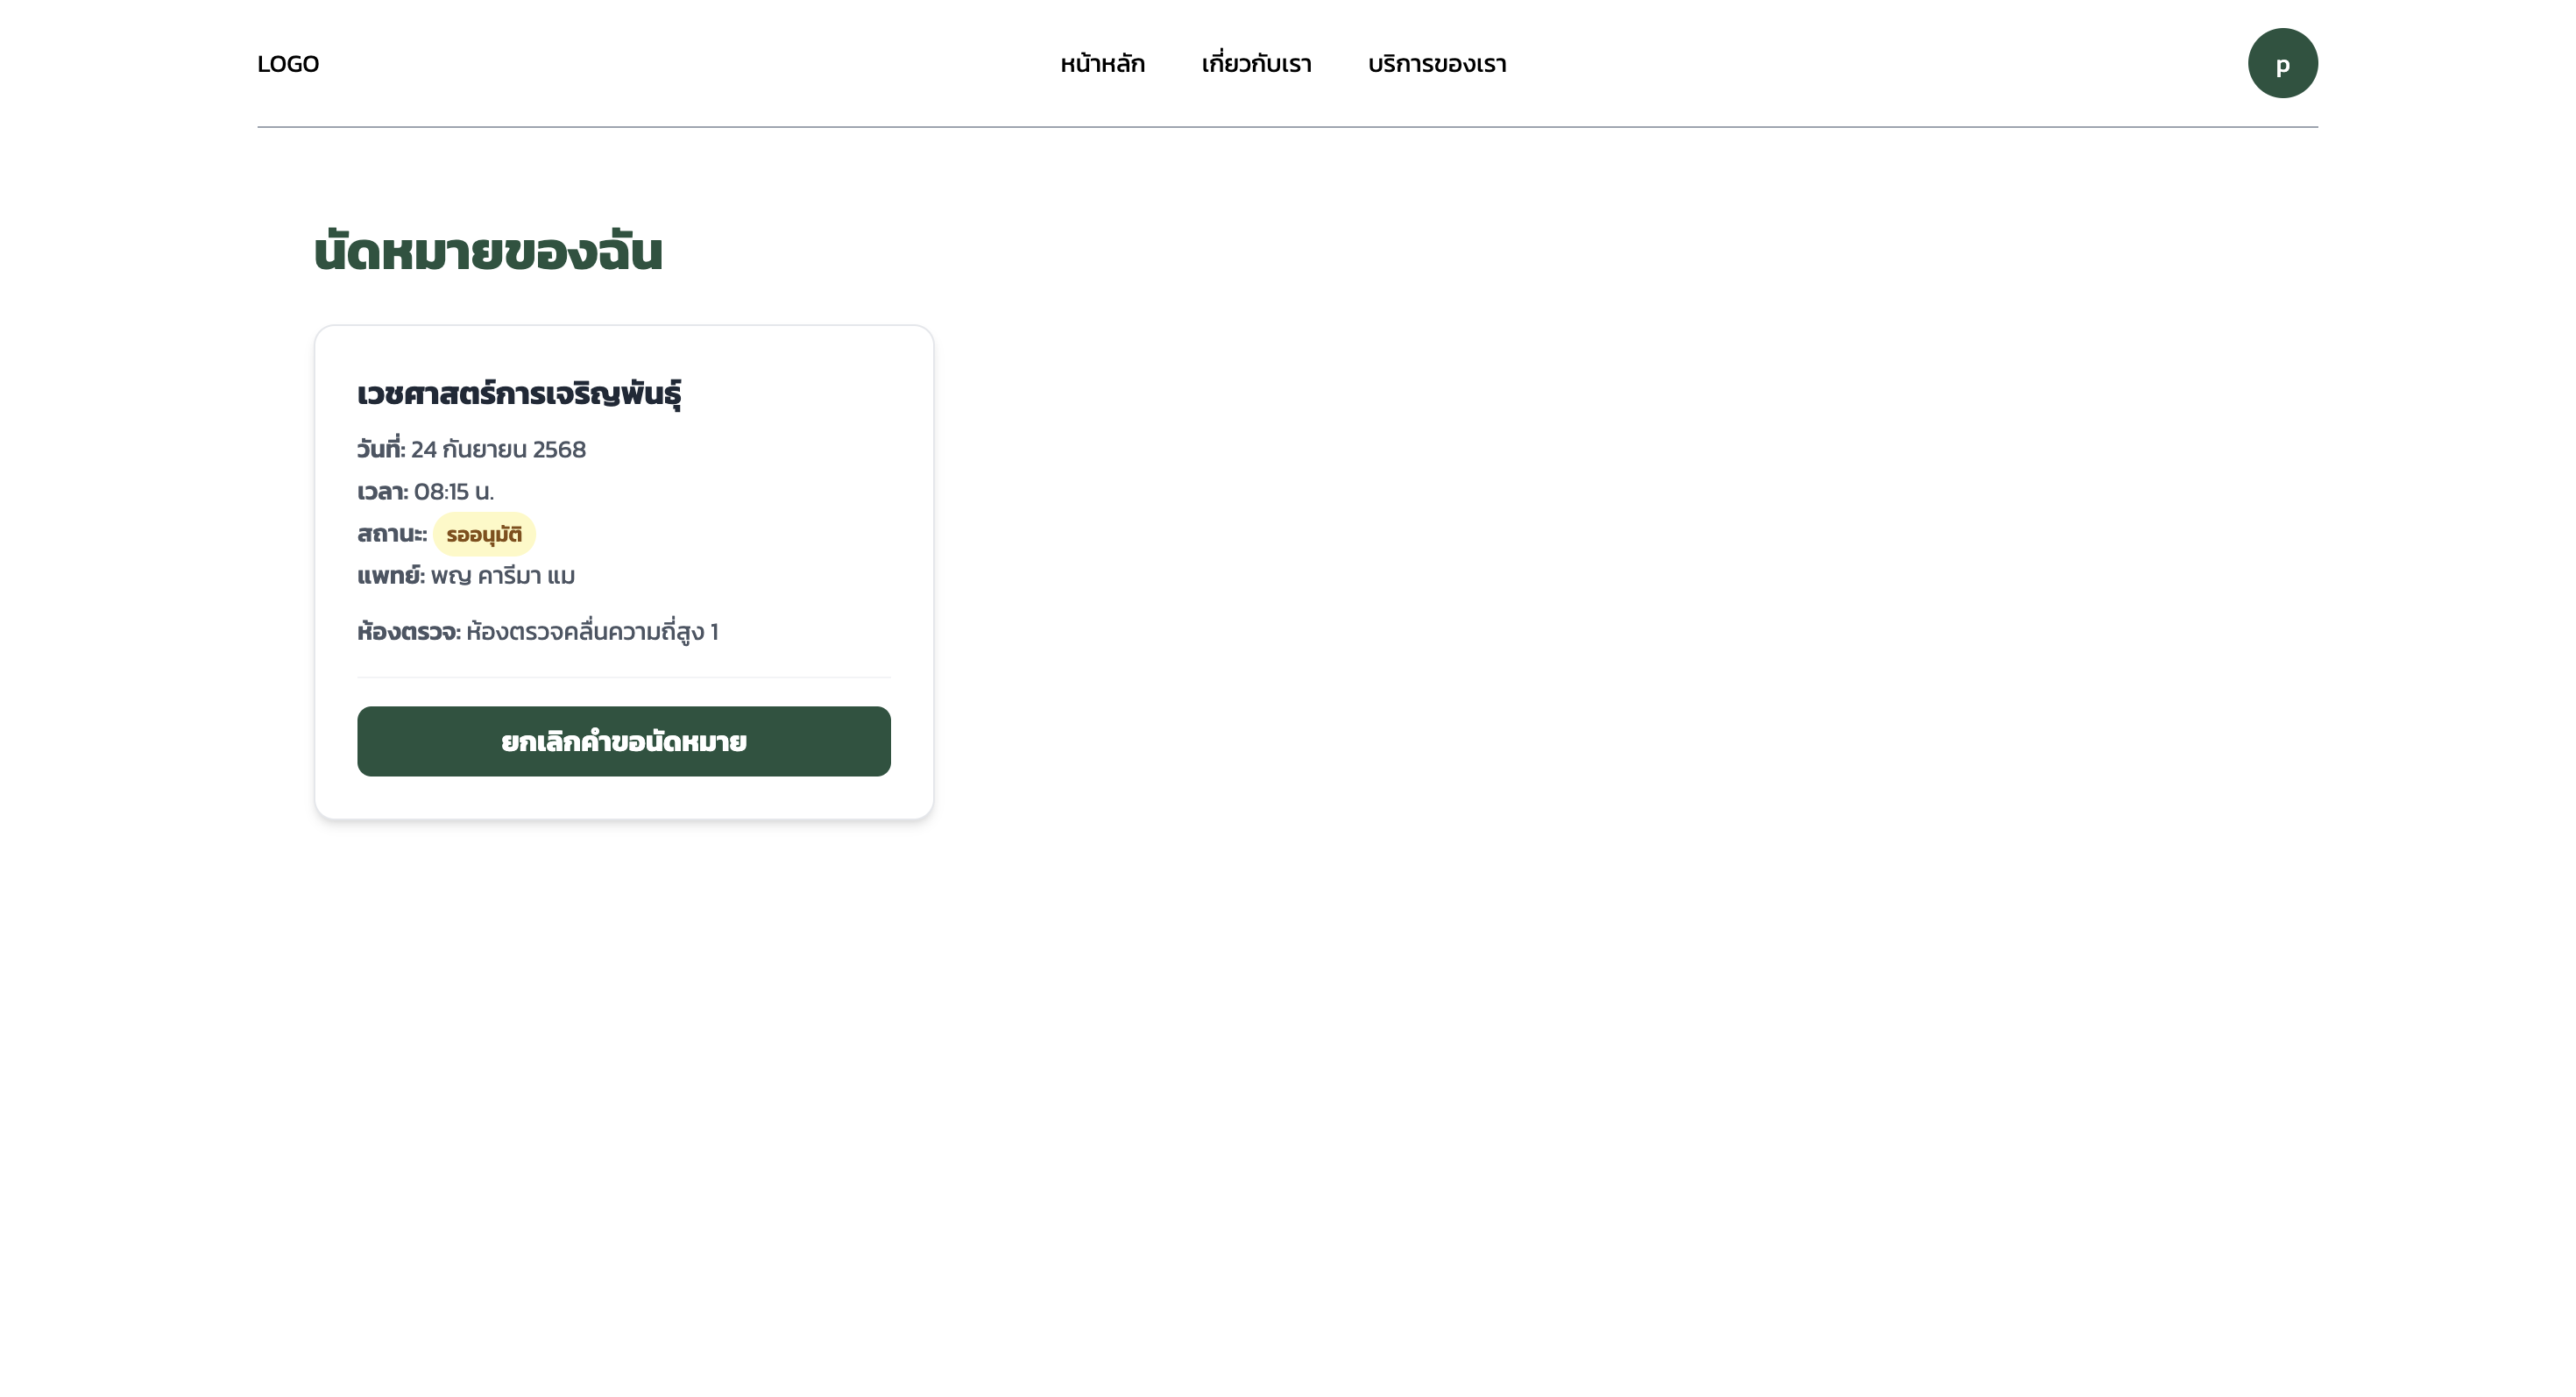 LOGO
หน้าหลัก เกี่ยวกับเรา บริการของเรา
p
นัดหมายของฉัน
เวชศาสตร์การเจริญพันธุ์
วันที่: 24 กันยายน 2568
เวลา: 08:15 น.
สถานะ: รออนุมัติ
แพทย์: พญ คารีมา แม
ห้องตรวจ: ห้องตรวจคลื่นความถี่สูง 1
ยกเลิกคำขอนัดหมาย